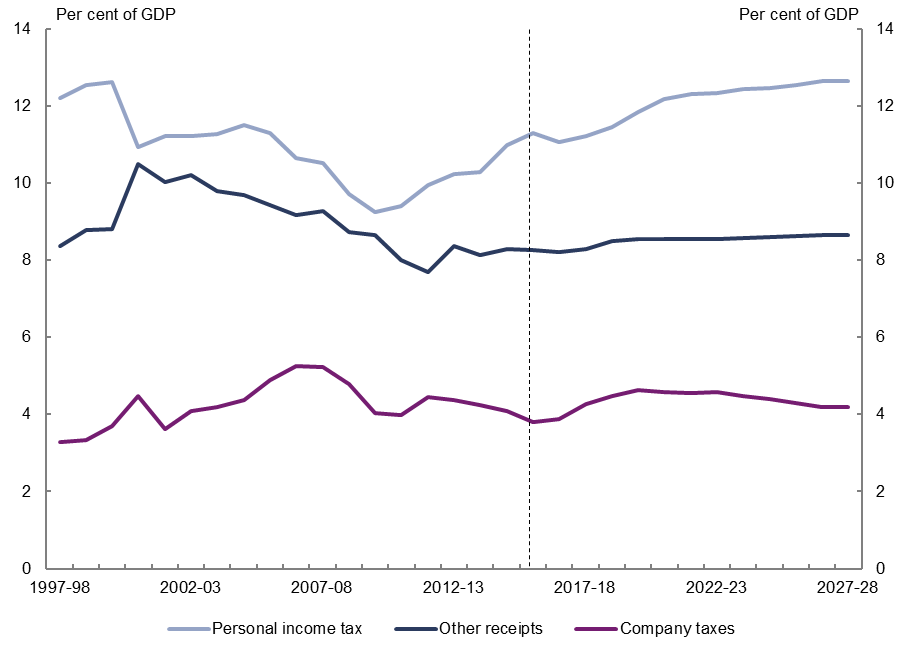 Per cent of GDP Per cent of GDP
14 14
12 12
10 10
8 8
6 6
4 4
2 2
0 0
1997-98 2002-03 2007-08 2012-13 2017-18 2022-23 2027-28
Personal income tax Other receipts Company taxes